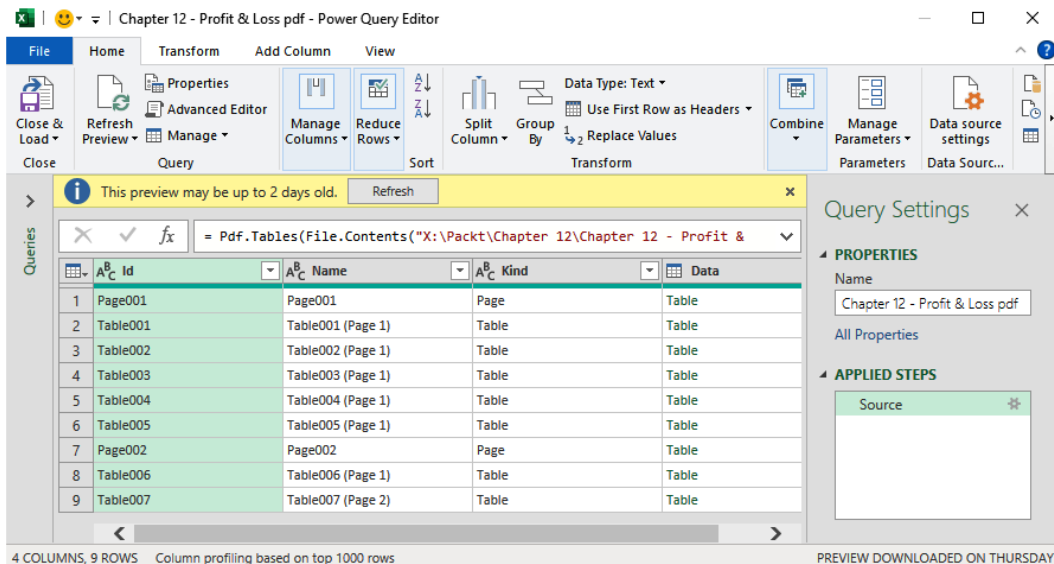 Chapter 12 - Profit & Loss pdf - Power Query Editor
File Home Transform Add Column View
Close & Load
Close
Refresh Preview
Properties
Advanced Editor
Manage
Query
Manage Columns
Reduce Rows
Sort
Split Column
Group By
Data Type: Text
Use First Row as Headers
Replace Values
Transform
Combine
Manage Parameters
Parameters
Data source settings
Data Sourc...
This preview may be up to 2 days old. Refresh
Queries
fx = Pdf.Tables(File.Contents("X:\Packt\Chapter 12\Chapter 12 - Profit &
Id Name Kind Data
1 Page001 Page001 Page Table
2 Table001 Table001 (Page 1) Table Table
3 Table002 Table002 (Page 1) Table Table
4 Table003 Table003 (Page 1) Table Table
5 Table004 Table004 (Page 1) Table Table
6 Table005 Table005 (Page 1) Table Table
7 Page002 Page002 Page Table
8 Table006 Table006 (Page 1) Table Table
9 Table007 Table007 (Page 2) Table Table
Query Settings
PROPERTIES
Name
Chapter 12 - Profit & Loss pdf
All Properties
APPLIED STEPS
Source
4 COLUMNS, 9 ROWS Column profiling based on top 1000 rows
PREVIEW DOWNLOADED ON THURSDAY